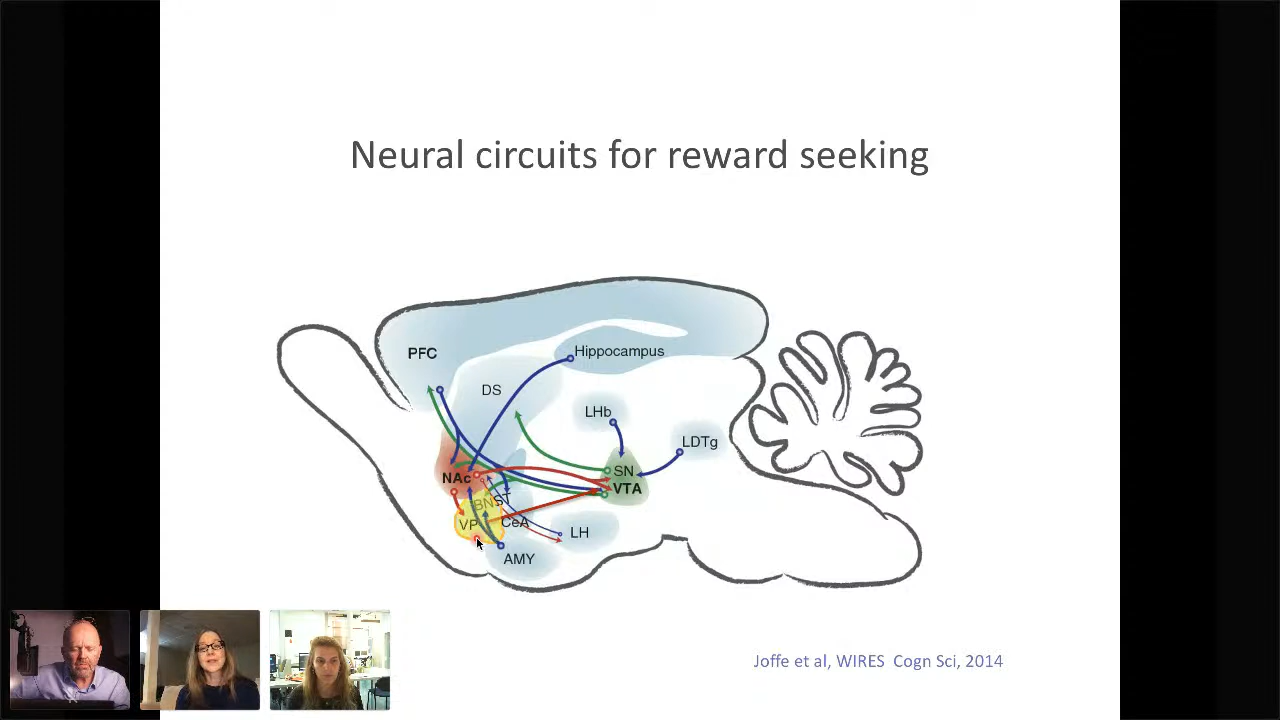 Neural circuits for reward seeking
PFC
Hippocampus
DS
LHb
LDTg
SN
NAc
VTA
BNST
VP
CeA
LH
AMY
Joffe et al, WIRES Cogn Sci, 2014